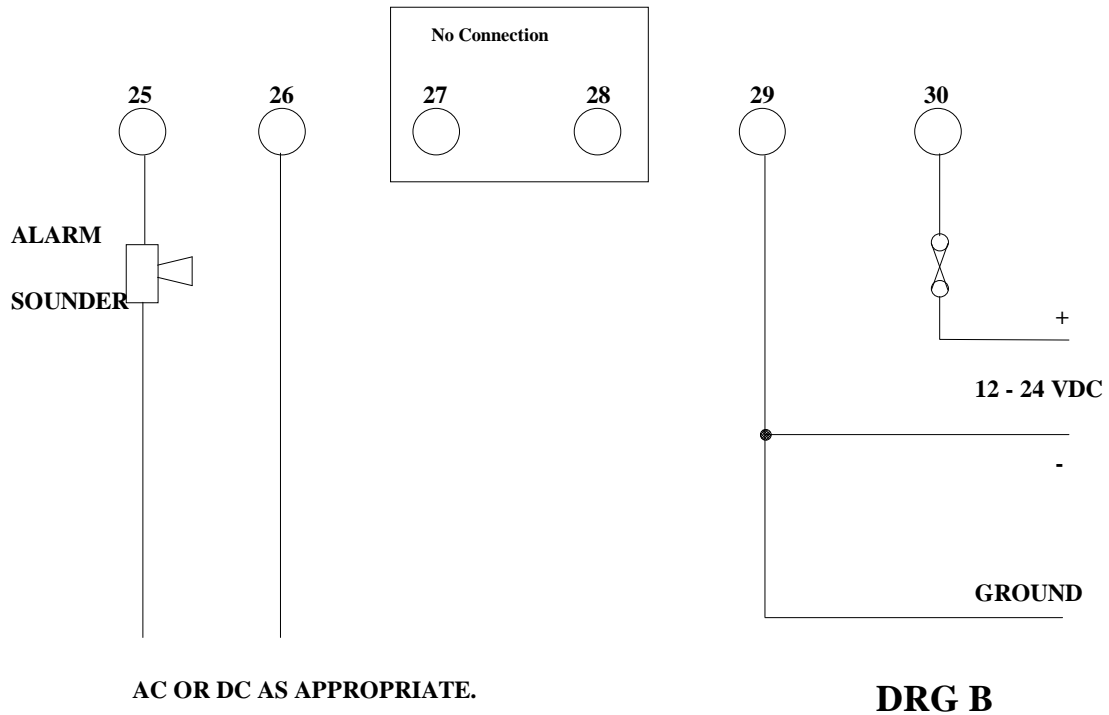 No Connection
25 26 27 28 29 30
ALARM
SOUNDER
+
12 - 24 VDC
-
GROUND
AC OR DC AS APPROPRIATE.
DRG B